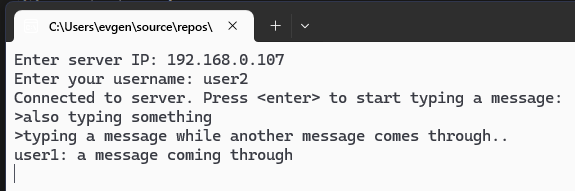 C:\Users\evgen\source\repos\
Enter server IP: 192.168.0.107
Enter your username: user2
Connected to server. Press <enter> to start typing a message:
>also typing something
>typing a message while another message comes through..
user1: a message coming through